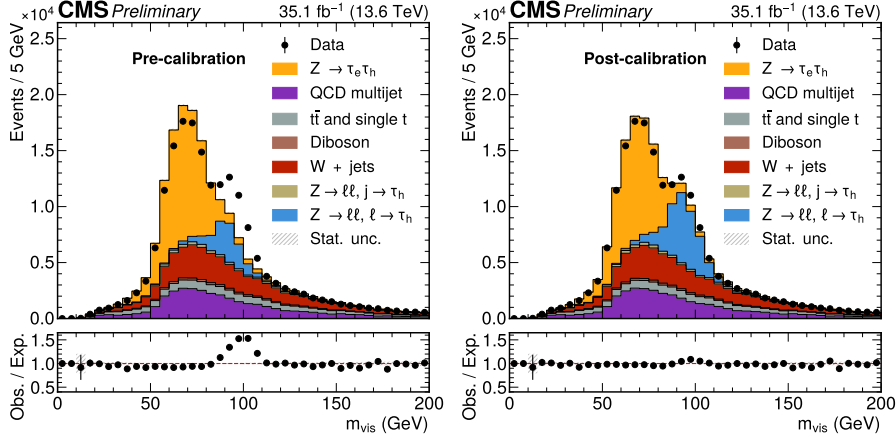 CMS Preliminary 35.1 fb⁻¹ (13.6 TeV)
×10⁴
Events / 5 GeV
Pre-calibration
Data
Z → τₑτₕ
QCD multijet
tt̄ and single t
Diboson
W + jets
Z → ℓℓ, j → τₕ
Z → ℓℓ, ℓ → τₕ
Stat. unc.
2.5
2.0
1.5
1.0
0.5
0.0
Obs. / Exp.
1.5
1.0
0.5
0 50 100 150 200
m_vis (GeV)
CMS Preliminary 35.1 fb⁻¹ (13.6 TeV)
×10⁴
Events / 5 GeV
Post-calibration
Data
Z → τₑτₕ
QCD multijet
tt̄ and single t
Diboson
W + jets
Z → ℓℓ, j → τₕ
Z → ℓℓ, ℓ → τₕ
Stat. unc.
2.5
2.0
1.5
1.0
0.5
0.0
Obs. / Exp.
1.5
1.0
0.5
0 50 100 150 200
m_vis (GeV)